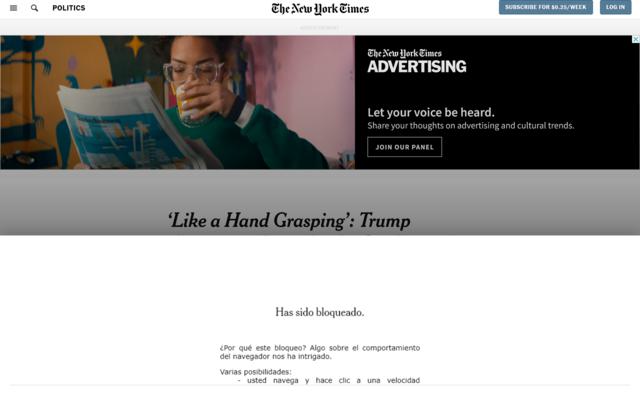 POLITICS
The New York Times
SUBSCRIBE FOR $0.25/WEEK
LOG IN
ADVERTISEMENT
The New York Times
ADVERTISING
Let your voice be heard.
Share your thoughts on advertising and cultural trends.
JOIN OUR PANEL
‘Like a Hand Grasping’: Trump
Has sido bloqueado.
¿Por qué este bloqueo? Algo sobre el comportamiento
del navegador nos ha intrigado.
Varias posibilidades:
- usted navega y hace clic a una velocidad